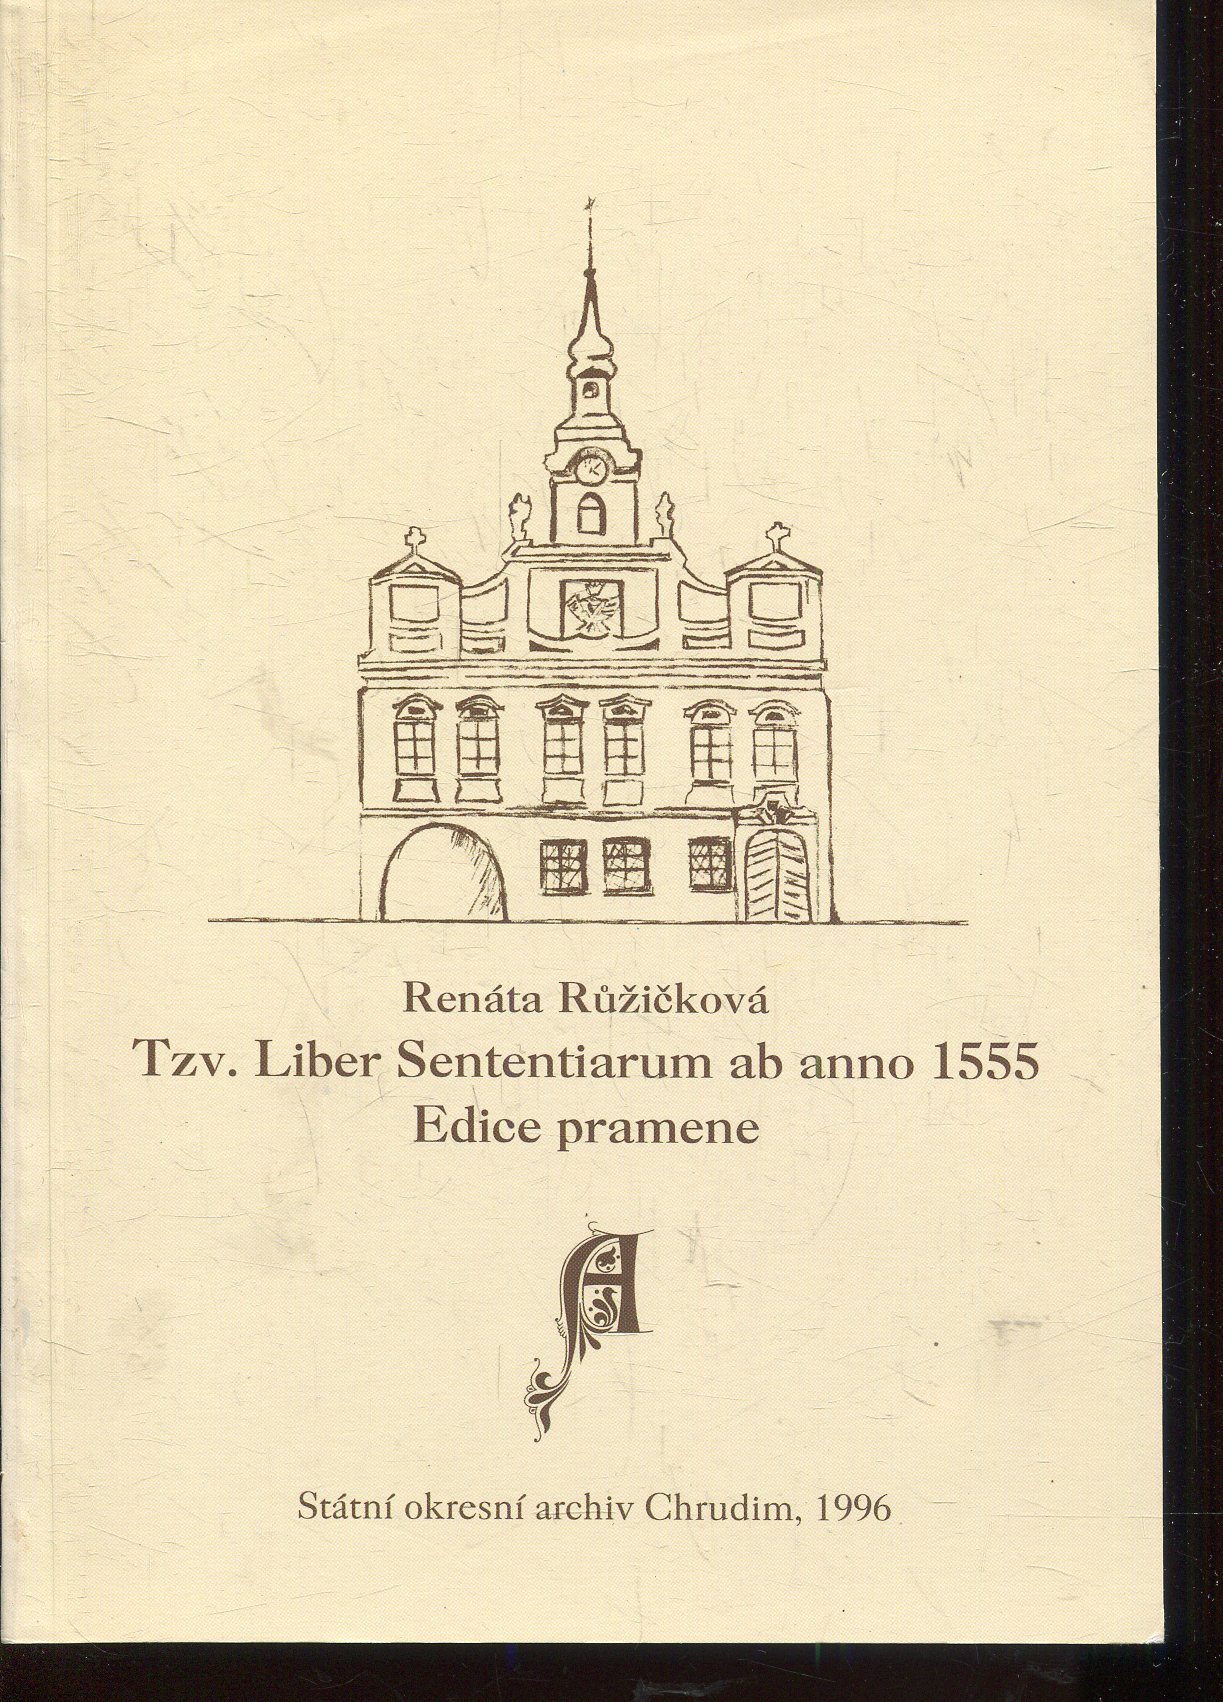 Renáta Růžičková
Tzv. Liber Sententiarum ab anno 1555
Edice pramene
A
Státní okresní archiv Chrudim, 1996